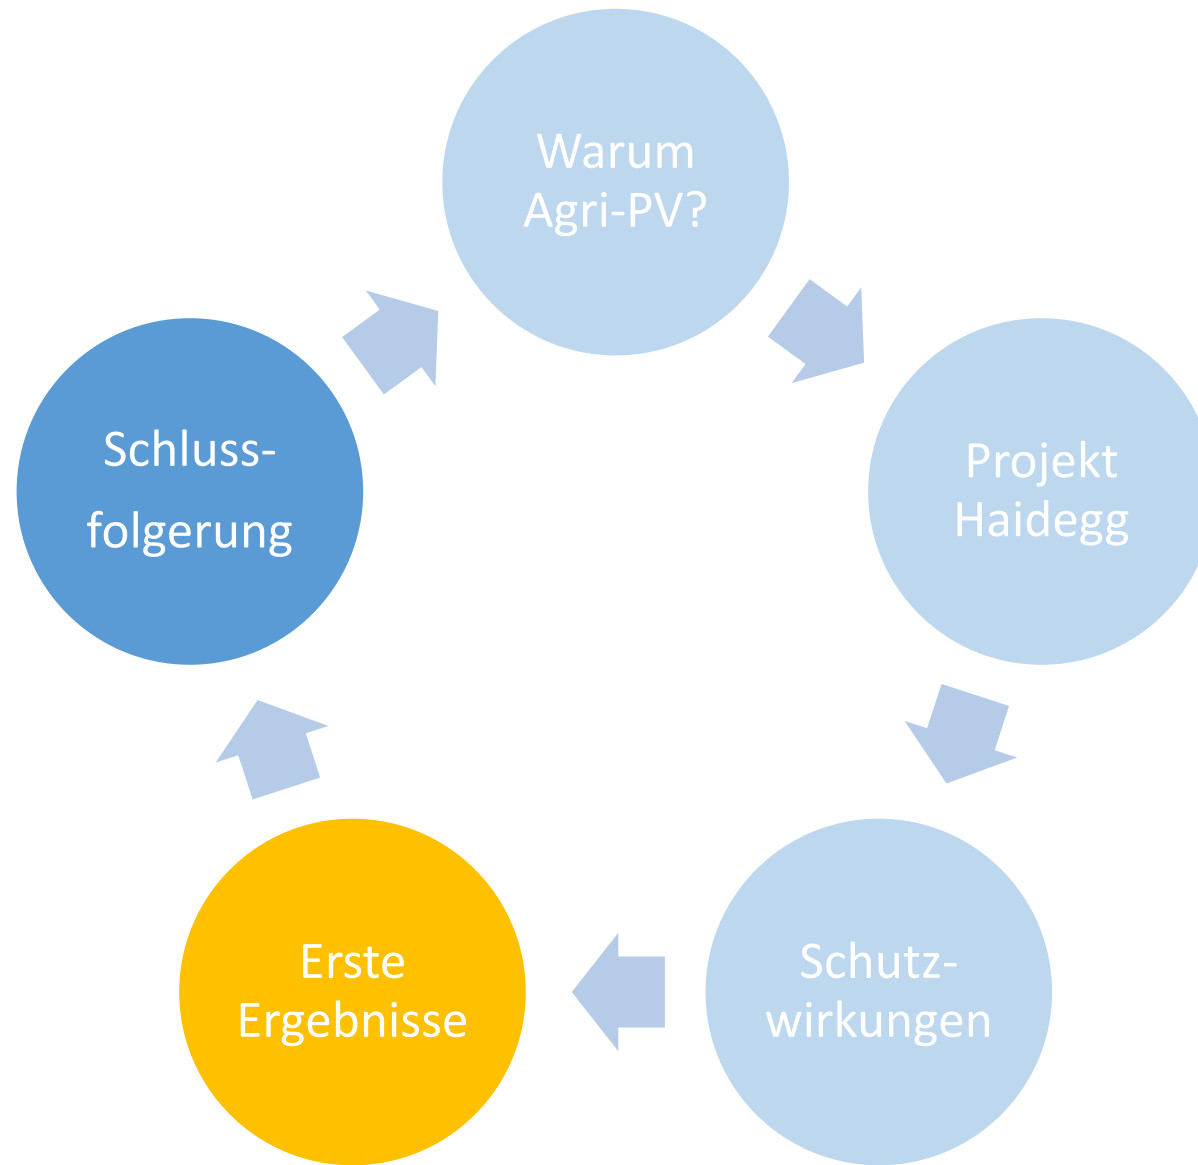 Warum
Agri-PV?
Projekt
Haidegg
Schutz-
wirkungen
Erste
Ergebnisse
Schluss-
folgerung